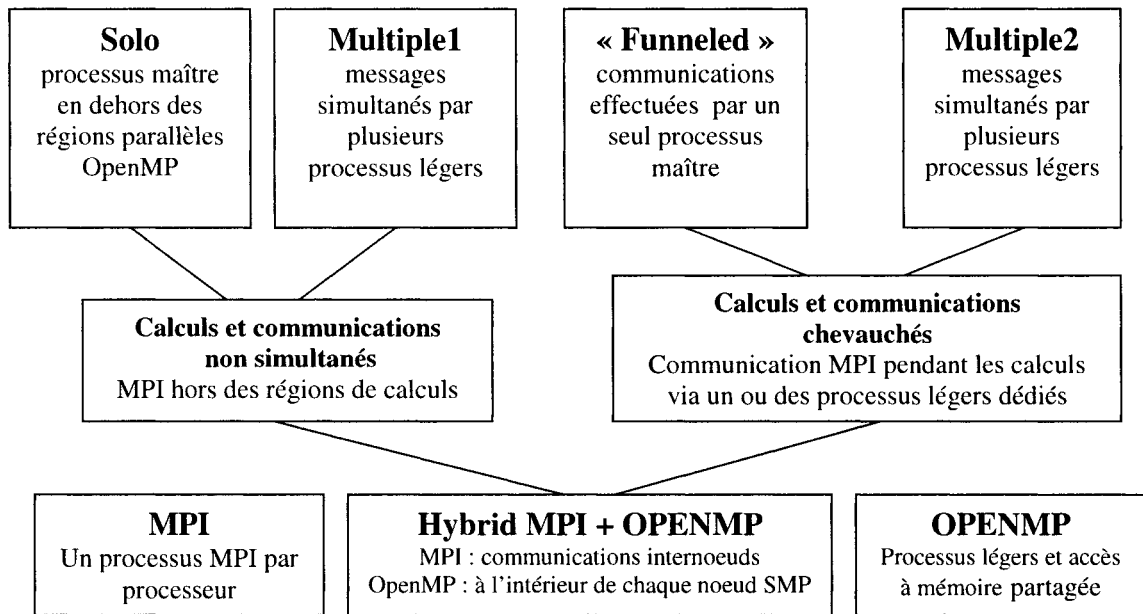 Solo
processus maître
en dehors des
régions parallèles
OpenMP
Multiple1
messages
simultanés par
plusieurs
processus légers
« Funneled »
communications
effectuées par un
seul processus
maître
Multiple2
messages
simultanés par
plusieurs
processus légers
Calculs et communications
non simultanés
MPI hors des régions de calculs
Calculs et communications
chevauchés
Communication MPI pendant les calculs
via un ou des processus légers dédiés
MPI
Un processus MPI par
processeur
Hybrid MPI + OPENMP
MPI : communications internoeuds
OpenMP : à l'intérieur de chaque noeud SMP
OPENMP
Processus légers et accès
à mémoire partagée